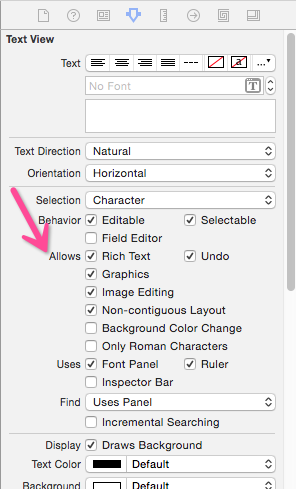 Text View
Text a ...
No Font T
Text Direction Natural
Orientation Horizontal
Selection Character
Behavior Editable Selectable
Field Editor
Allows Rich Text Undo
Graphics
Image Editing
Non-contiguous Layout
Background Color Change
Only Roman Characters
Uses Font Panel Ruler
Inspector Bar
Find Uses Panel
Incremental Searching
Display Draws Background
Text Color Default
Background Default